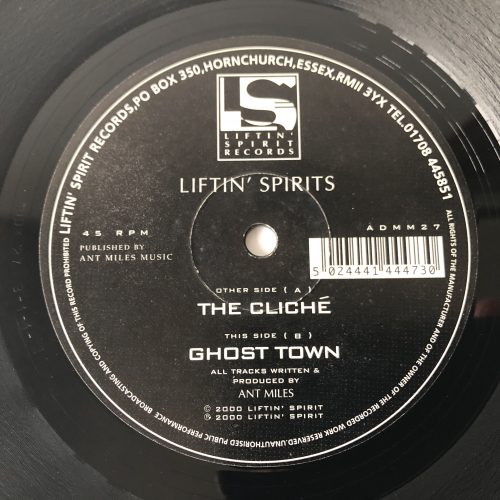 LIFTIN' SPIRIT RECORDS,PO BOX 350,HORNCHURCH,ESSEX,RM11 3YX TEL.01708 445851
LS
LIFTIN'
SPIRIT
RECORDS
LIFTIN' SPIRITS
45 RPM
ADMM27
PUBLISHED BY
ANT MILES MUSIC
5 024441 444730
OTHER SIDE (A)
THE CLICHÉ
THIS SIDE (B)
GHOST TOWN
ALL TRACKS WRITTEN &
PRODUCED BY
ANT MILES
© 2000 LIFTIN' SPIRIT
℗ 2000 LIFTIN' SPIRIT
ALL RIGHTS OF THE MANUFACTURER AND OF THE OWNER OF THE RECORDED WORK RESERVED.UNAUTHORISED PUBLIC PERFORMANCE BROADCASTING AND COPYING OF THIS RECORD PROHIBITED